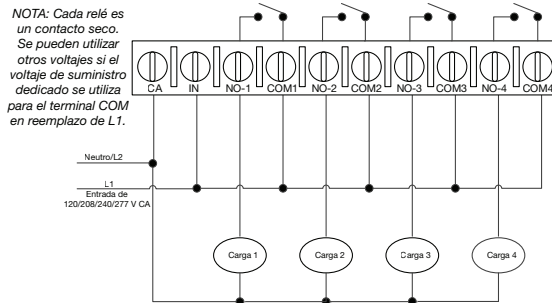 NOTA: Cada relé es
un contacto seco.
Se pueden utilizar
otros voltajes si el
voltaje de suministro
dedicado se utiliza
para el terminal COM
en reemplazo de L1.
CA IN NO-1 COM1 NO-2 COM2 NO-3 COM3 NO-4 COM4
Neutro/L2
L1
Entrada de
120/208/240/277 V CA
Carga 1 Carga 2 Carga 3 Carga 4